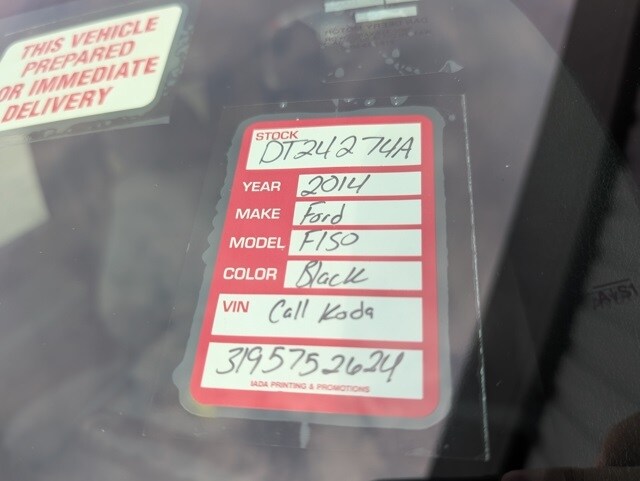 THIS VEHICLE
PREPARED
OR IMMEDIATE
DELIVERY
STOCK
DT24274A
YEAR 2014
MAKE Ford
MODEL F150
COLOR Black
VIN Call Koda
3195752624
IADA PRINTING & PROMOTIONS